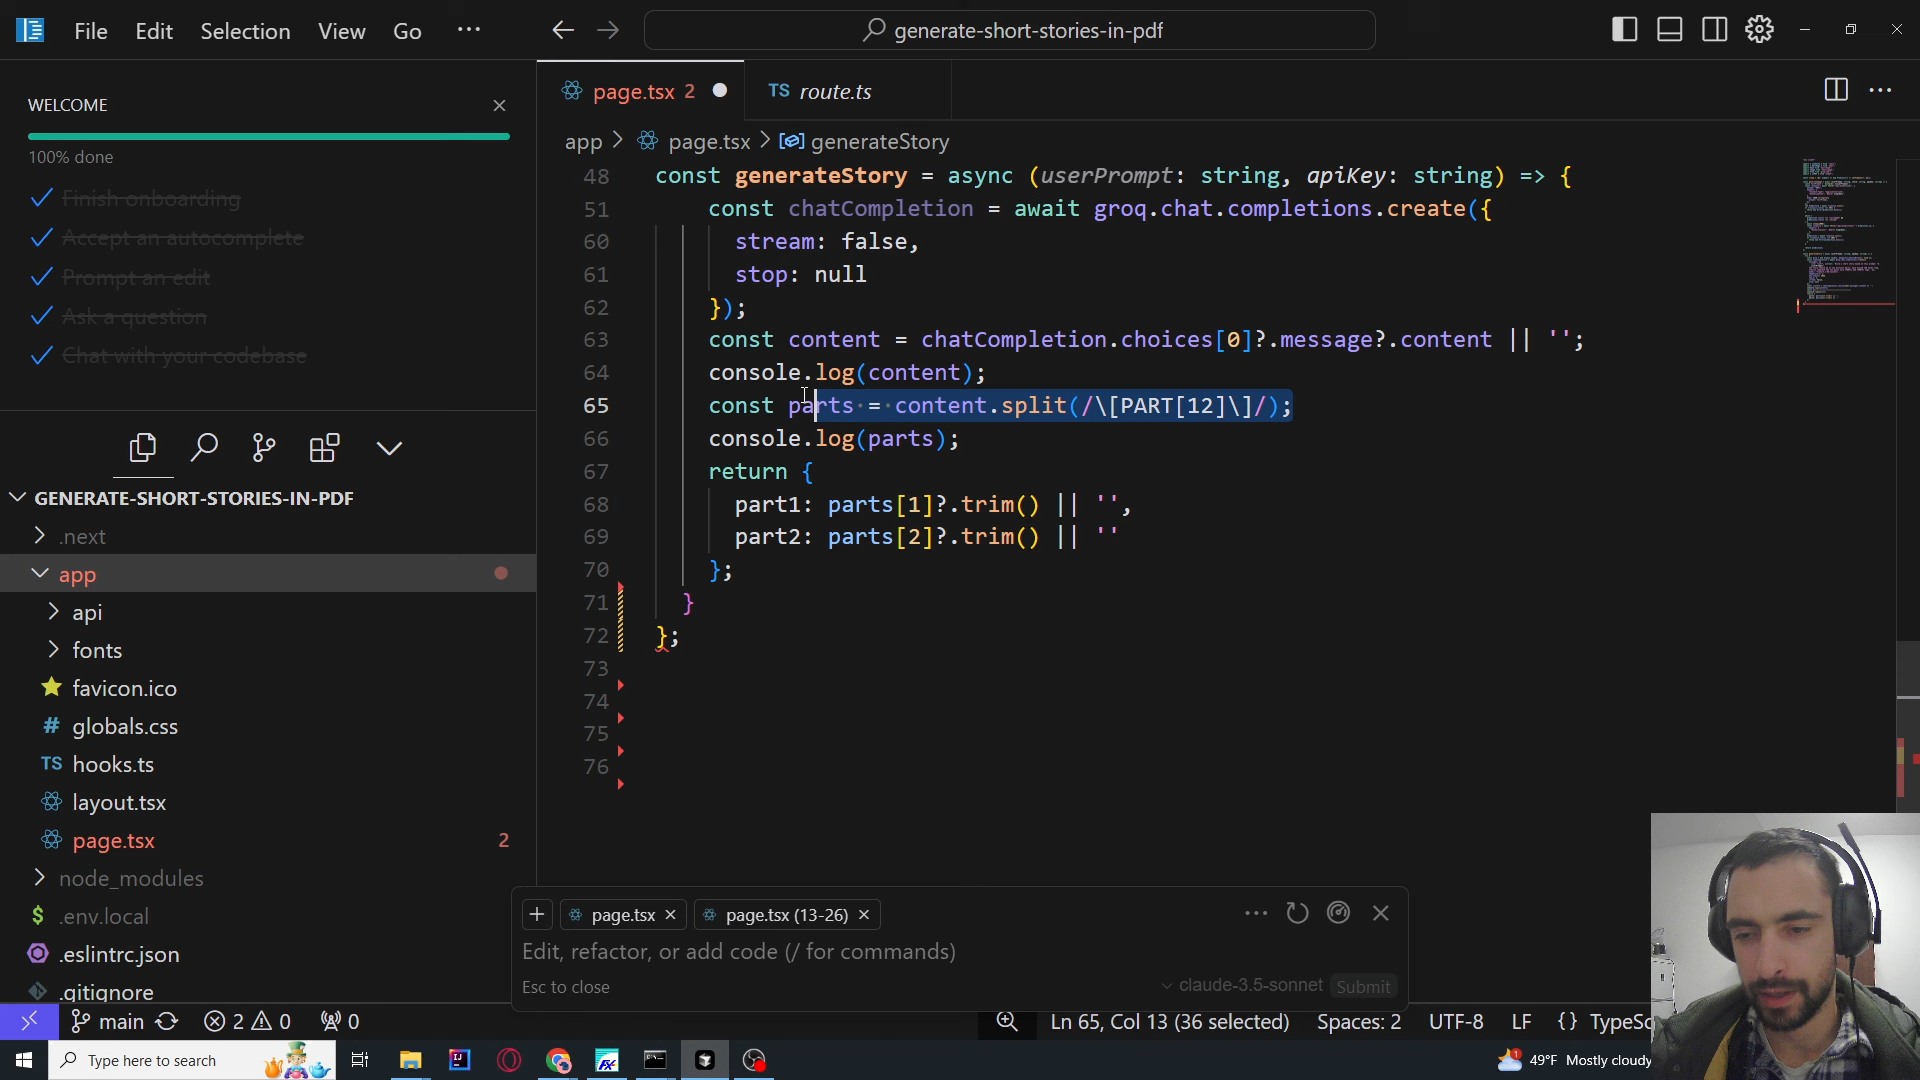 File Edit Selection View Go ···
generate-short-stories-in-pdf
WELCOME
100% done
Finish onboarding
Accept an autocomplete
Prompt an edit
Ask a question
Chat with your codebase
GENERATE-SHORT-STORIES-IN-PDF
.next
app
api
fonts
favicon.ico
# globals.css
TS hooks.ts
layout.tsx
page.tsx 2
node_modules
$ .env.local
.eslintrc.json
.gitignore
page.tsx 2
TS route.ts
app > page.tsx > generateStory
48 const generateStory = async (userPrompt: string, apiKey: string) => {
51 const chatCompletion = await groq.chat.completions.create({
60 stream: false,
61 stop: null
62 });
63 const content = chatCompletion.choices[0]?.message?.content || '';
64 console.log(content);
65 const parts = content.split(/\[PART[12]\]/);
66 console.log(parts);
67 return {
68 part1: parts[1]?.trim() || '',
69 part2: parts[2]?.trim() || ''
70 };
71 }
72 };
73
74
75
76
+ page.tsx × page.tsx (13-26) ×
Edit, refactor, or add code (/ for commands)
Esc to close
claude-3.5-sonnet Submit
main 2 0 0
Ln 65, Col 13 (36 selected) Spaces: 2 UTF-8 LF {} TypeSc
Type here to search
49°F Mostly cloudy